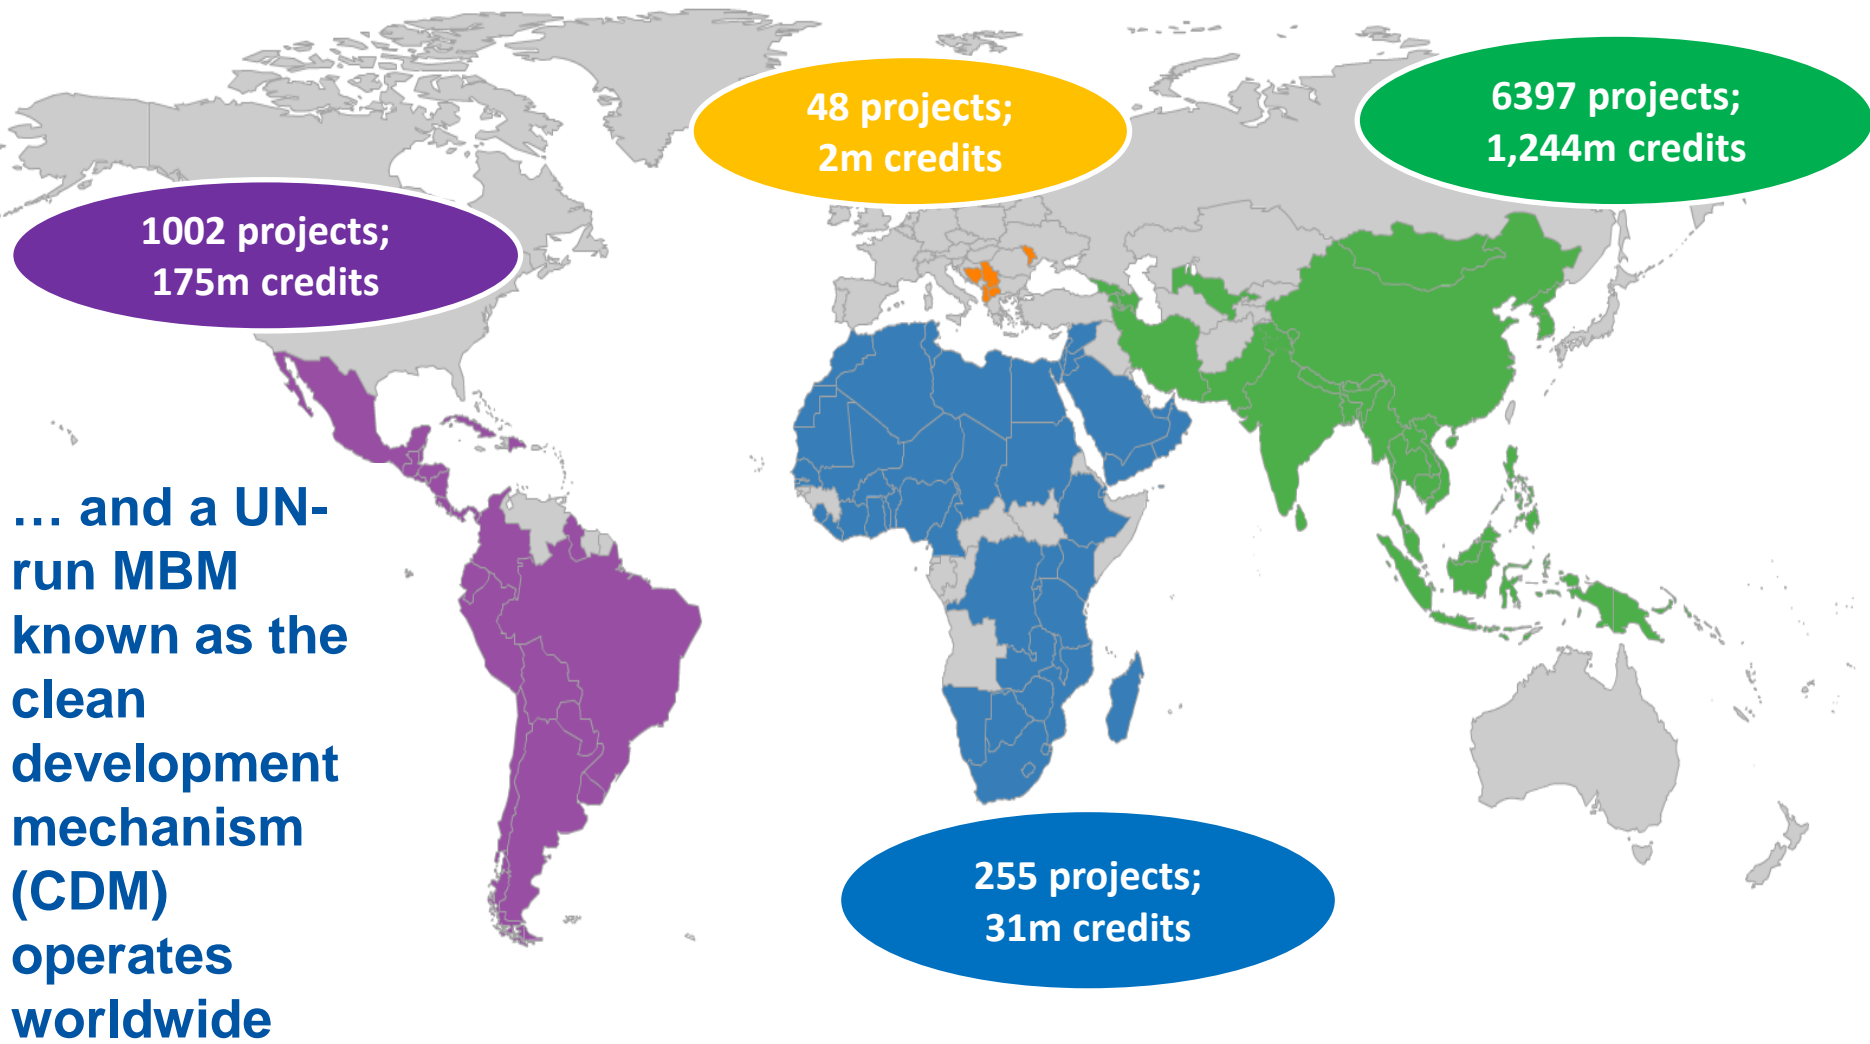 48 projects;
2m credits
6397 projects;
1,244m credits
1002 projects;
175m credits
… and a UN-
run MBM
known as the
clean
development
mechanism
(CDM)
operates
worldwide
255 projects;
31m credits